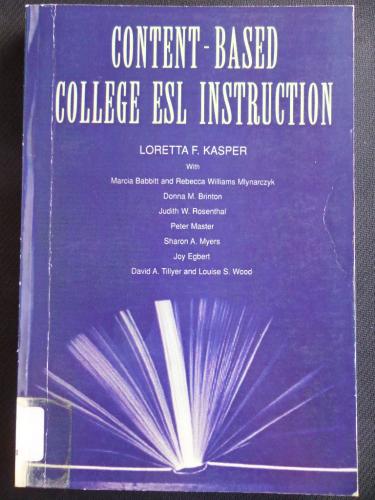 CONTENT-BASED
COLLEGE ESL INSTRUCTION
LORETTA F. KASPER
With
Marcia Babbitt and Rebecca Williams Mlynarczyk
Donna M. Brinton
Judith W. Rosenthal
Peter Master
Sharon A. Myers
Joy Egbert
David A. Tillyer and Louise S. Wood